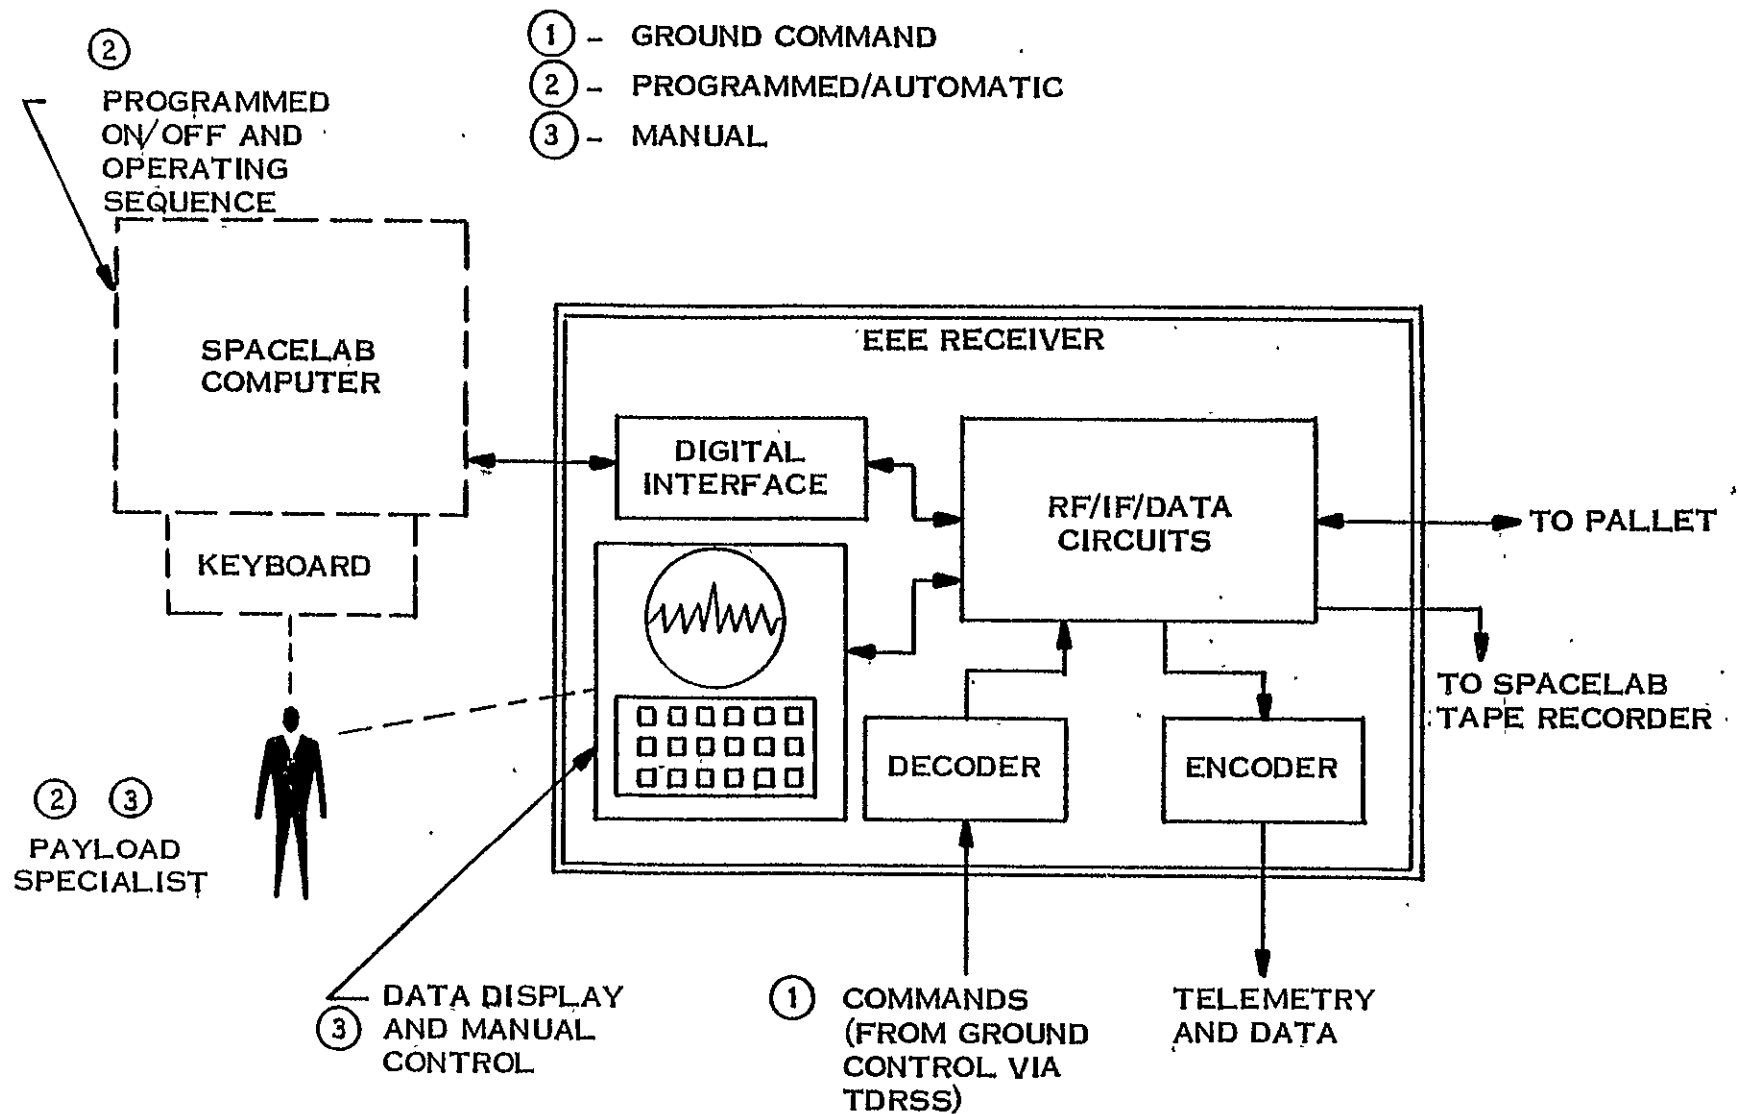 ① - GROUND COMMAND
② - PROGRAMMED/AUTOMATIC
③ - MANUAL
②
PROGRAMMED
ON/OFF AND
OPERATING
SEQUENCE
SPACELAB
COMPUTER
KEYBOARD
② ③
PAYLOAD
SPECIALIST
EEE RECEIVER
DIGITAL
INTERFACE
RF/IF/DATA
CIRCUITS
DECODER
ENCODER
TO PALLET
TO SPACELAB
TAPE RECORDER
DATA DISPLAY
③ AND MANUAL
CONTROL
① COMMANDS
(FROM GROUND
CONTROL VIA
TDRSS)
TELEMETRY
AND DATA